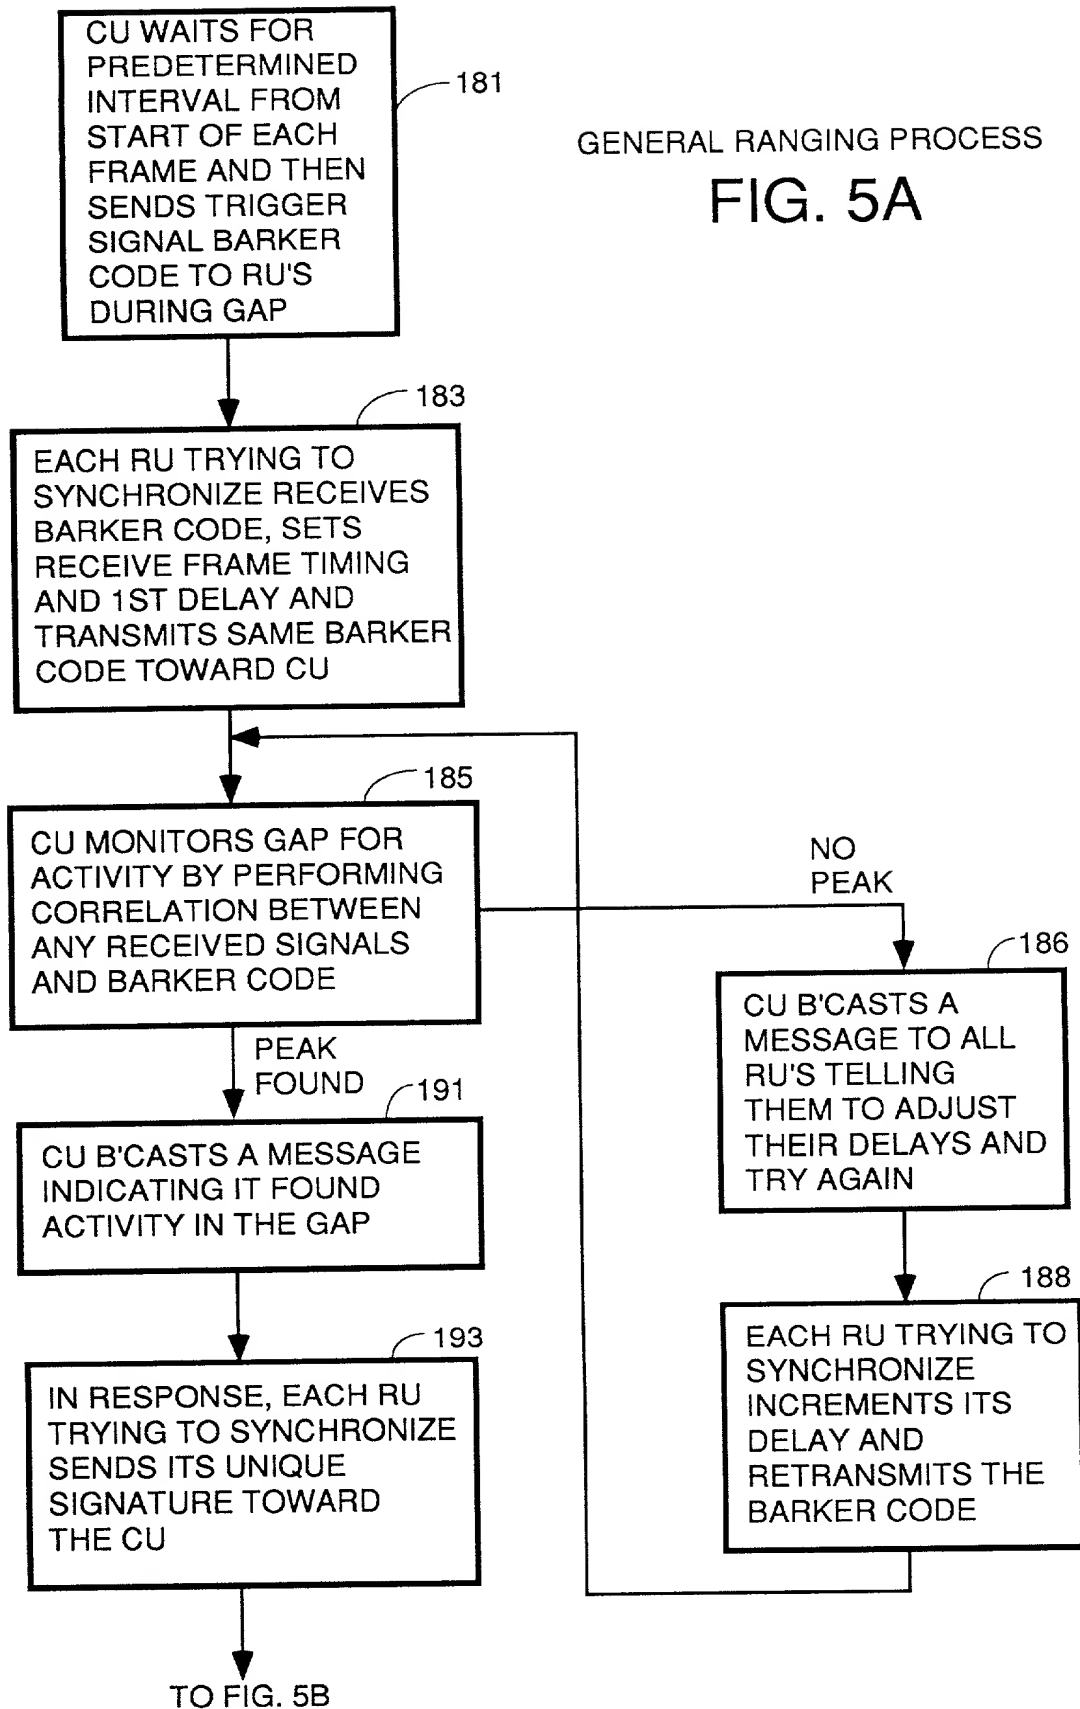 CU WAITS FOR
PREDETERMINED
INTERVAL FROM
START OF EACH
FRAME AND THEN
SENDS TRIGGER
SIGNAL BARKER
CODE TO RU'S
DURING GAP
181
GENERAL RANGING PROCESS
FIG. 5A
183
EACH RU TRYING TO
SYNCHRONIZE RECEIVES
BARKER CODE, SETS
RECEIVE FRAME TIMING
AND 1ST DELAY AND
TRANSMITS SAME BARKER
CODE TOWARD CU
185
CU MONITORS GAP FOR
ACTIVITY BY PERFORMING
CORRELATION BETWEEN
ANY RECEIVED SIGNALS
AND BARKER CODE
NO
PEAK
186
CU B'CASTS A
MESSAGE TO ALL
RU'S TELLING
THEM TO ADJUST
THEIR DELAYS AND
TRY AGAIN
PEAK
FOUND
191
CU B'CASTS A MESSAGE
INDICATING IT FOUND
ACTIVITY IN THE GAP
188
EACH RU TRYING TO
SYNCHRONIZE
INCREMENTS ITS
DELAY AND
RETRANSMITS THE
BARKER CODE
193
IN RESPONSE, EACH RU
TRYING TO SYNCHRONIZE
SENDS ITS UNIQUE
SIGNATURE TOWARD
THE CU
TO FIG. 5B